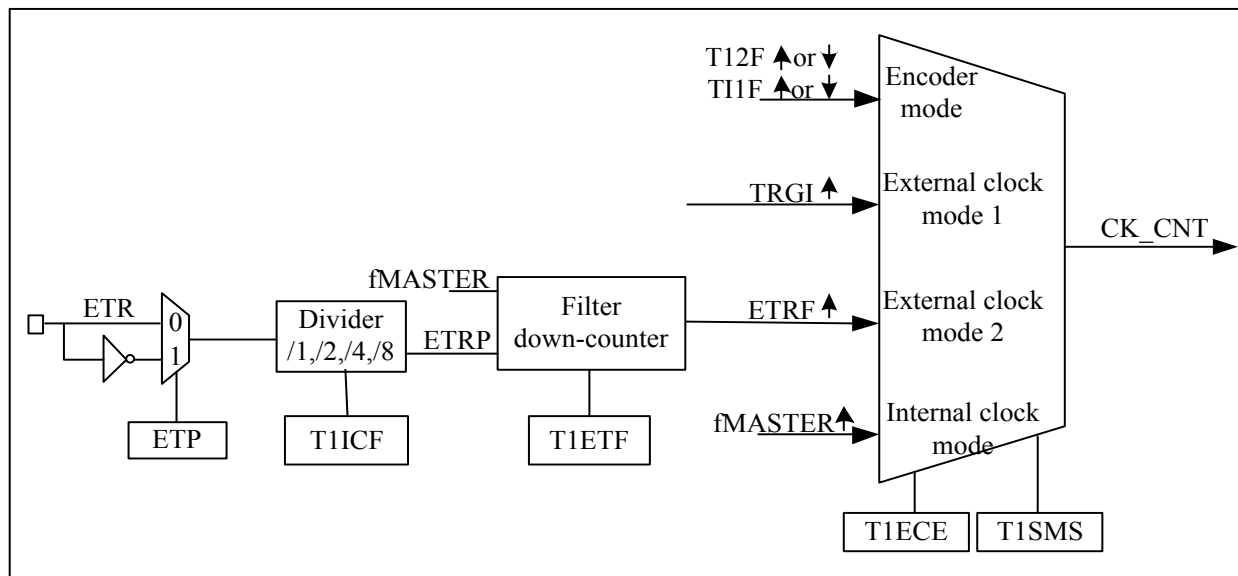 T12F or
TI1F or
Encoder
mode
TRGI
External clock
mode 1
CK_CNT
ETR
0
1
ETP
Divider
/1,/2,/4,/8
T1ICF
fMASTER
ETRP
Filter
down-counter
T1ETF
ETRF
External clock
mode 2
fMASTER
Internal clock
mode
T1ECE
T1SMS